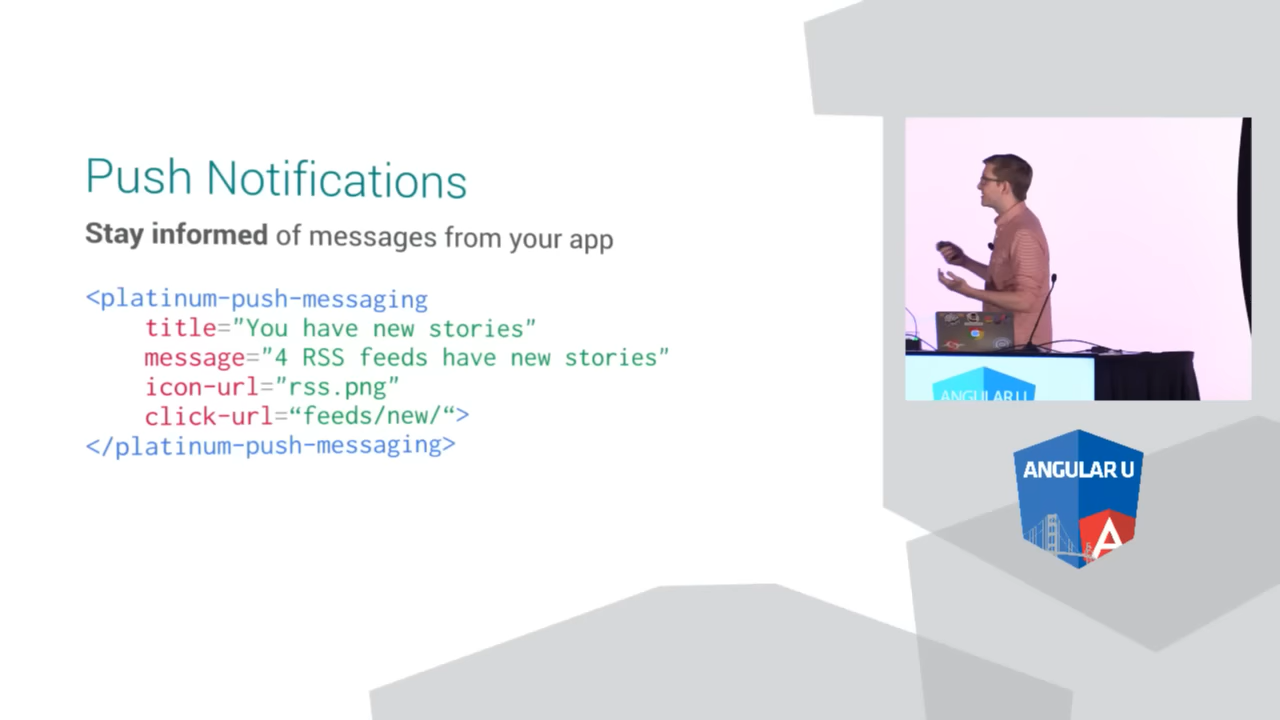 Push Notifications
Stay informed of messages from your app
<platinum-push-messaging
title="You have new stories"
message="4 RSS feeds have new stories"
icon-url="rss.png"
click-url=“feeds/new/“>
</platinum-push-messaging>
ANGULAR U
ANGULAR U
A